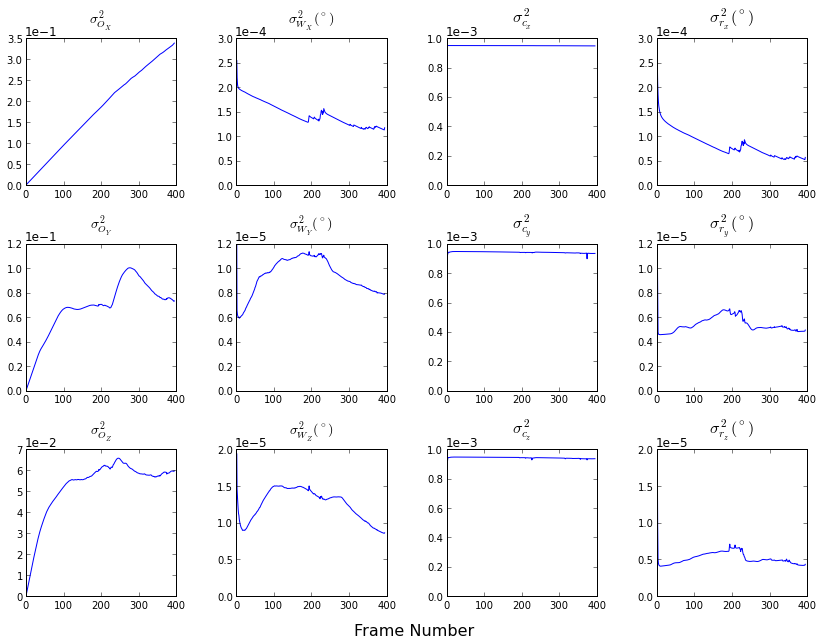 σ²_{O_X} σ²_{W_X}(°) σ²_{c_x} σ²_{r_x}(°)
1e−1 1e−4 1e−3 1e−4
3.5 3.0 1.0 3.0
3.0 2.5 0.8 2.5
2.5 2.0 0.6 2.0
2.0 1.5 0.4 1.5
1.5 1.0 0.2 1.0
1.0 0.5 0.0 0.5
0.5 0.0 0.0
0.0
0 100 200 300 400 0 100 200 300 400 0 100 200 300 400 0 100 200 300 400
σ²_{O_Y} σ²_{W_Y}(°) σ²_{c_y} σ²_{r_y}(°)
1e−1 1e−5 1e−3 1e−5
1.2 1.2 1.0 1.2
1.0 1.0 0.8 1.0
0.8 0.8 0.6 0.8
0.6 0.6 0.4 0.6
0.4 0.4 0.2 0.4
0.2 0.2 0.0 0.2
0.0 0.0 0.0
0 100 200 300 400 0 100 200 300 400 0 100 200 300 400 0 100 200 300 400
σ²_{O_Z} σ²_{W_Z}(°) σ²_{c_z} σ²_{r_z}(°)
1e−2 1e−5 1e−3 1e−5
7 2.0 1.0 2.0
6 1.5 0.8 1.5
5 1.0 0.6 1.0
4 0.5 0.4 0.5
3 0.0 0.2 0.0
2 0.0
1
0
0 100 200 300 400 0 100 200 300 400 0 100 200 300 400 0 100 200 300 400
Frame Number